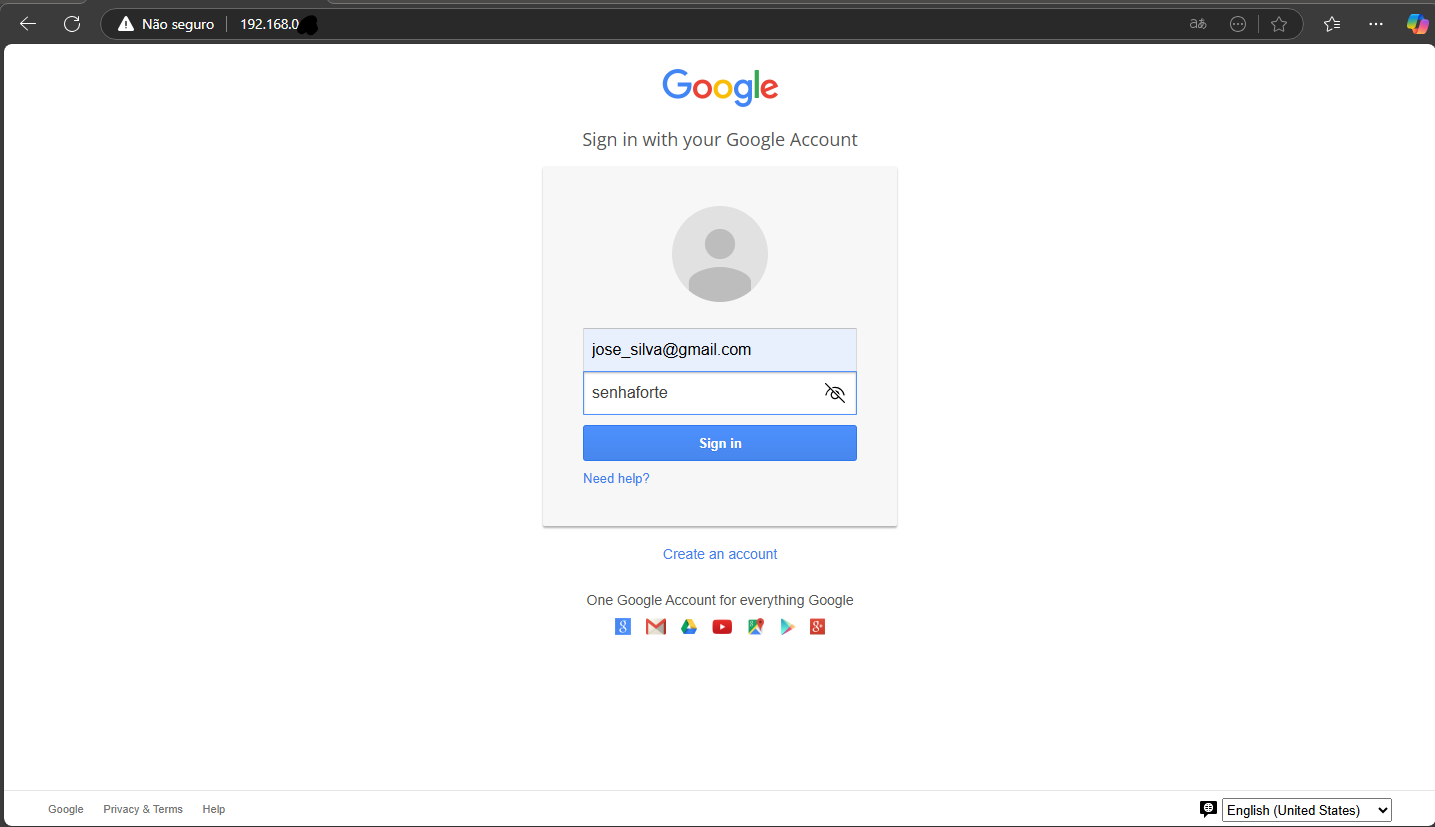 Não seguro 192.168.0
Google
Sign in with your Google Account
jose_silva@gmail.com
senhaforte
Sign in
Need help?
Create an account
One Google Account for everything Google
Google Privacy & Terms Help English (United States)